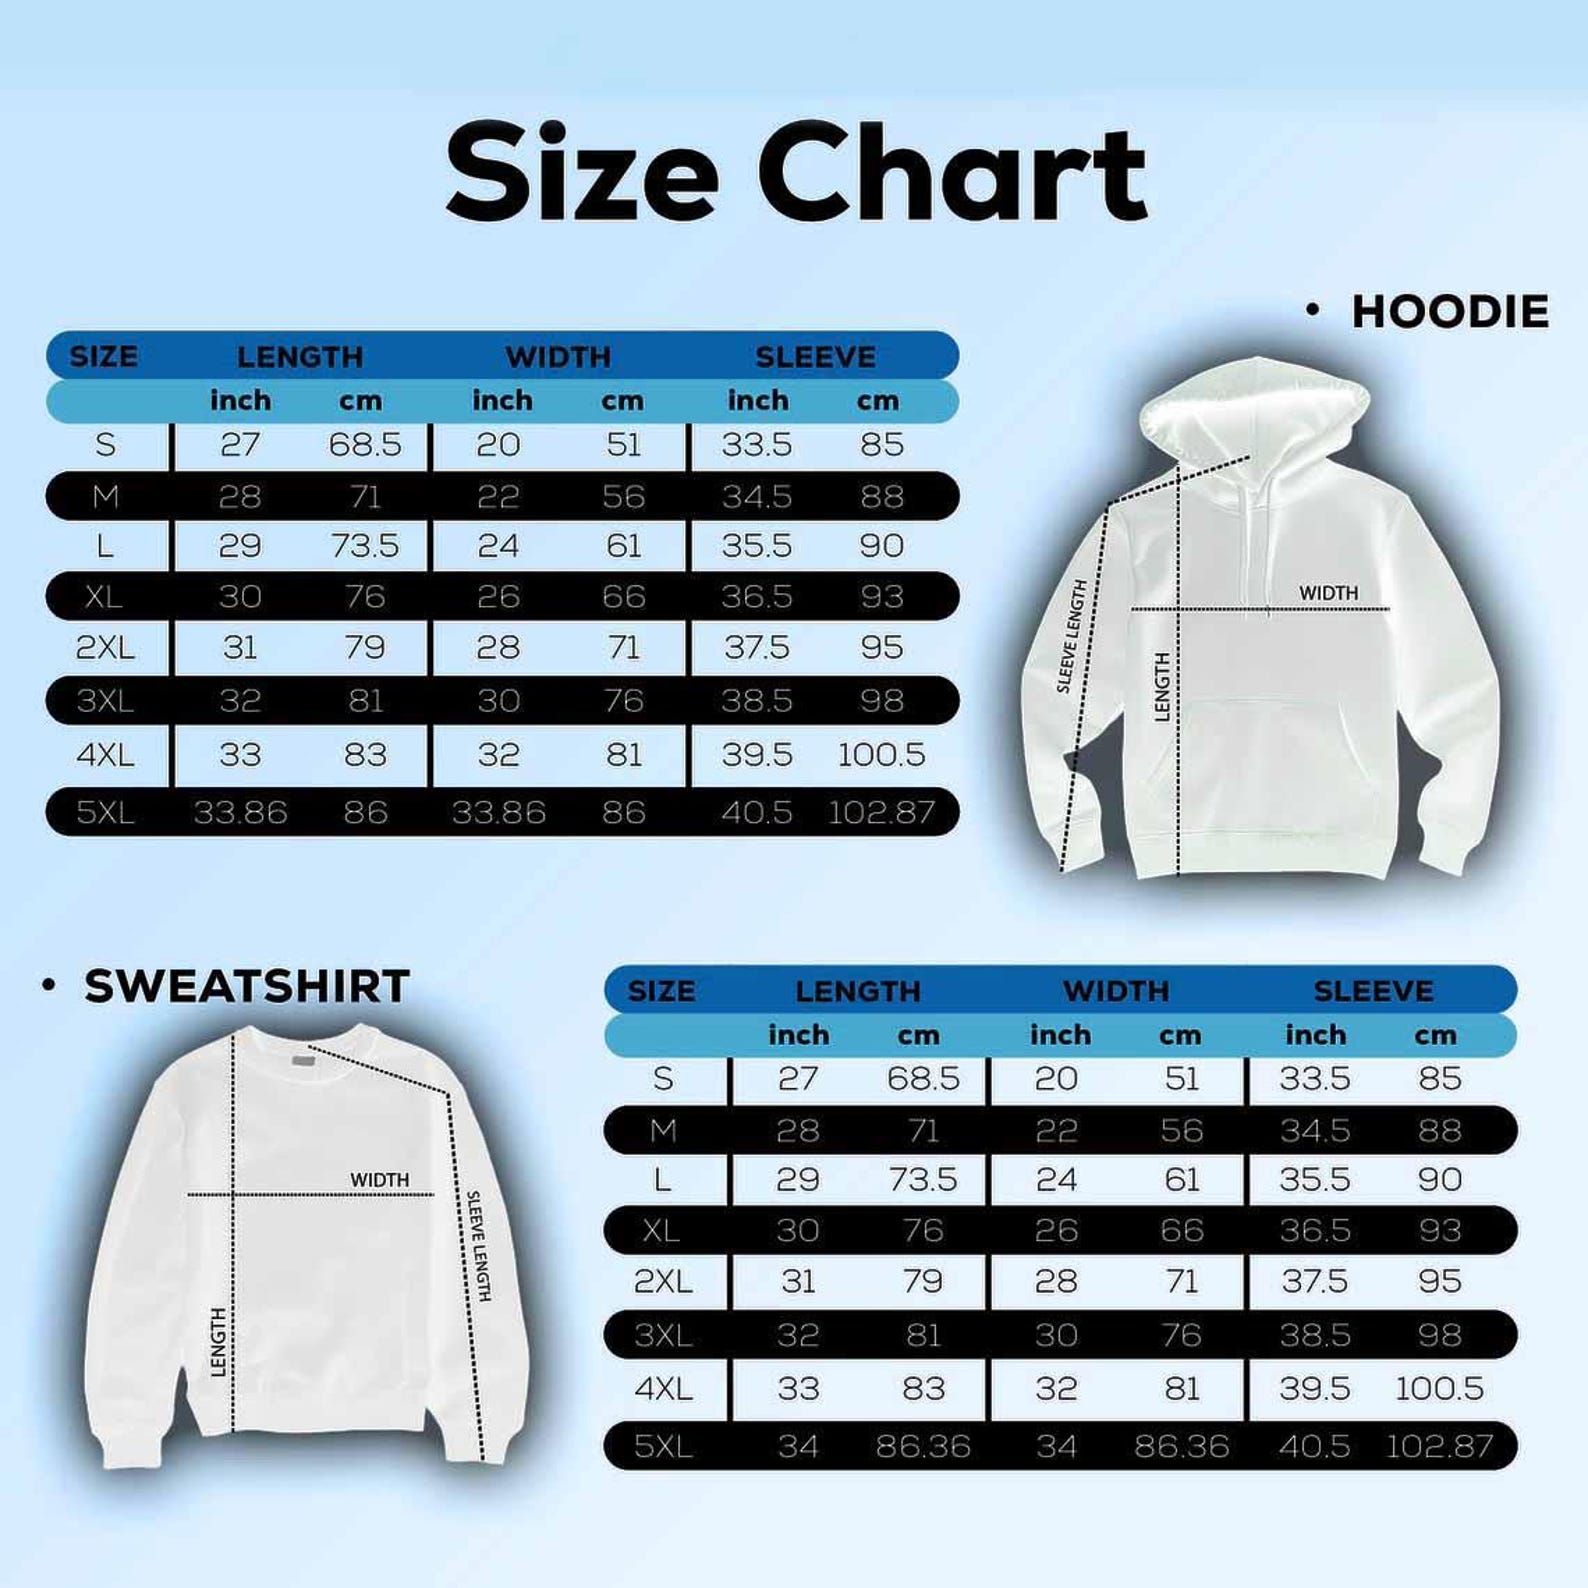 Size Chart
• HOODIE
SIZE LENGTH WIDTH SLEEVE
inch cm inch cm inch cm
S 27 68.5 20 51 33.5 85
M 28 71 22 56 34.5 88
L 29 73.5 24 61 35.5 90
XL 30 76 26 66 36.5 93
2XL 31 79 28 71 37.5 95
3XL 32 81 30 76 38.5 98
4XL 33 83 32 81 39.5 100.5
5XL 33.86 86 33.86 86 40.5 102.87
WIDTH
SLEEVE LENGTH
LENGTH
• SWEATSHIRT
WIDTH
SLEEVE LENGTH
LENGTH
SIZE LENGTH WIDTH SLEEVE
inch cm inch cm inch cm
S 27 68.5 20 51 33.5 85
M 28 71 22 56 34.5 88
L 29 73.5 24 61 35.5 90
XL 30 76 26 66 36.5 93
2XL 31 79 28 71 37.5 95
3XL 32 81 30 76 38.5 98
4XL 33 83 32 81 39.5 100.5
5XL 34 86.36 34 86.36 40.5 102.87